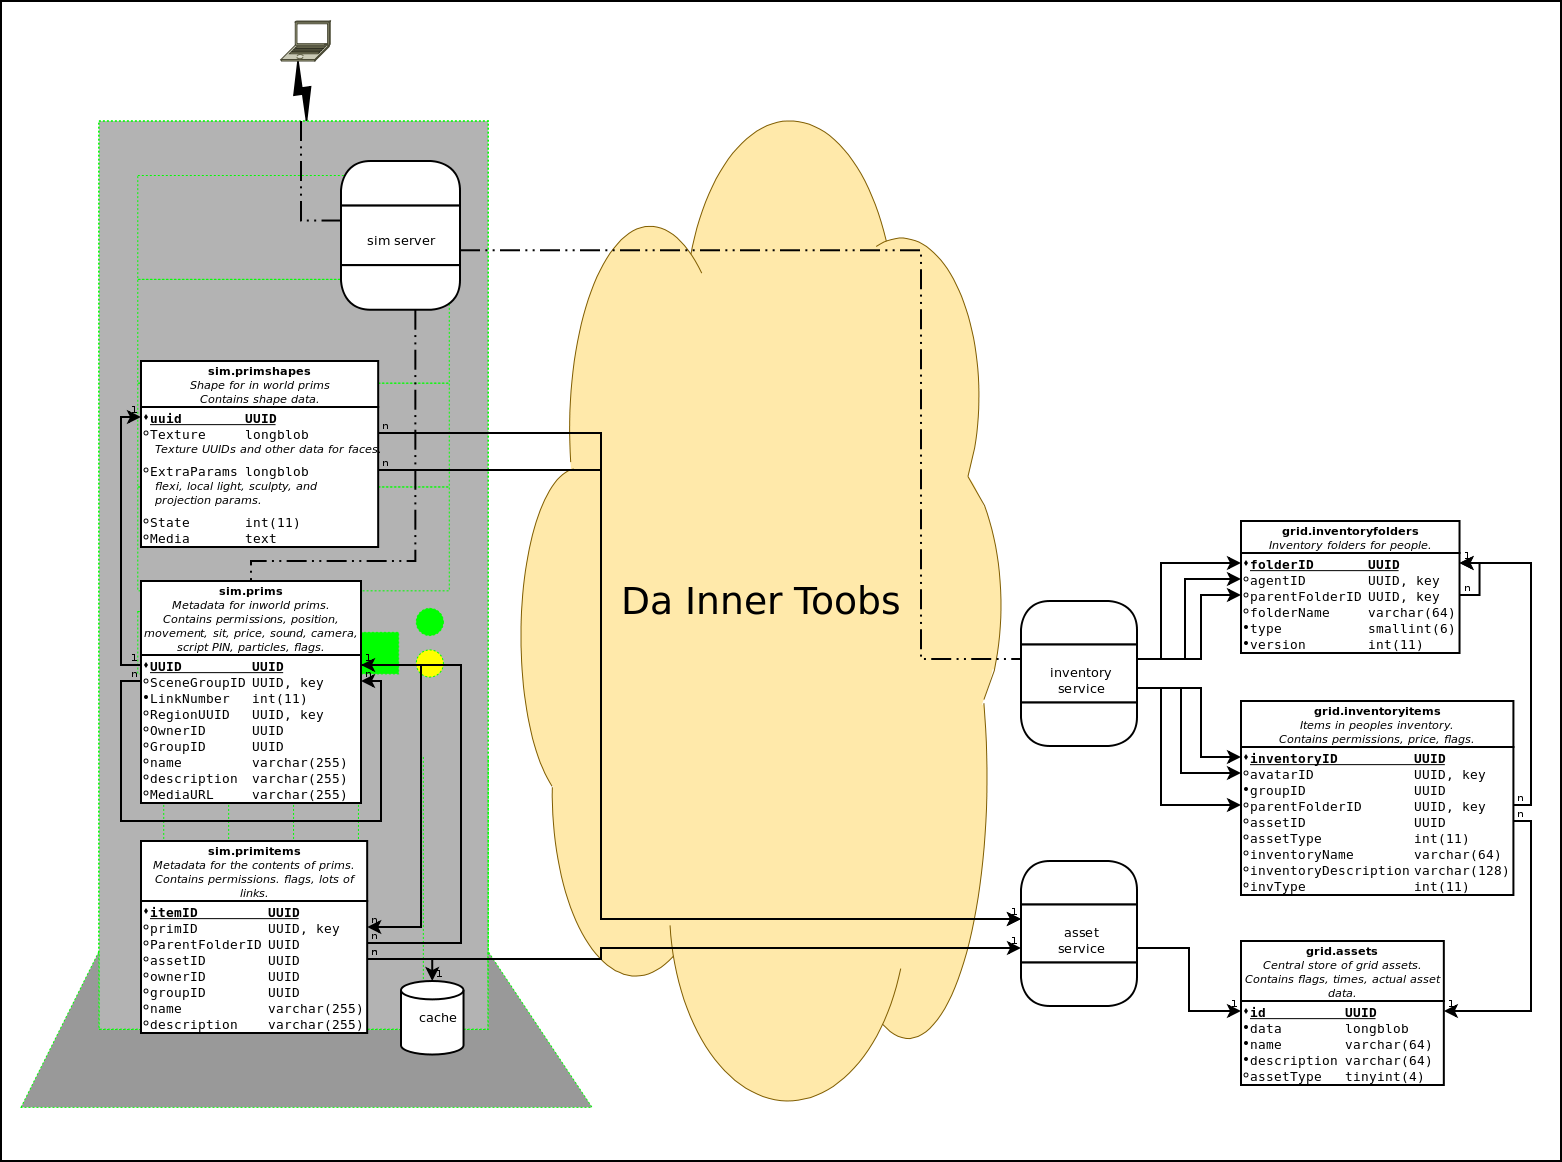 sim server
sim.primshapes
Shape for in world prims
Contains shape data.
uuid UUID
Texture longblob
Texture UUIDs and other data for faces.
ExtraParams longblob
flexi, local light, sculpty, and
projection params.
State int(11)
Media text
1
n
n
sim.prims
Metadata for inworld prims.
Contains permissions, position,
movement, sit, price, sound, camera,
script PIN, particles, flags.
UUID UUID
SceneGroupID UUID, key
LinkNumber int(11)
RegionUUID UUID, key
OwnerID UUID
GroupID UUID
name varchar(255)
description varchar(255)
MediaURL varchar(255)
1
n
1
n
sim.primitems
Metadata for the contents of prims.
Contains permissions. flags, lots of
links.
itemID UUID
primID UUID, key
ParentFolderID UUID
assetID UUID
ownerID UUID
groupID UUID
name varchar(255)
description varchar(255)
n
n
n
1
cache
Da Inner Toobs
inventory
service
1
1
asset
service
grid.inventoryfolders
Inventory folders for people.
folderID UUID
agentID UUID, key
parentFolderID UUID, key
folderName varchar(64)
type smallint(6)
version int(11)
1
n
grid.inventoryitems
Items in peoples inventory.
Contains permissions, price, flags.
inventoryID UUID
avatarID UUID, key
groupID UUID
parentFolderID UUID, key
assetID UUID
assetType int(11)
inventoryName varchar(64)
inventoryDescription varchar(128)
invType int(11)
n
n
grid.assets
Central store of grid assets.
Contains flags, times, actual asset
data.
id UUID
data longblob
name varchar(64)
description varchar(64)
assetType tinyint(4)
1
1